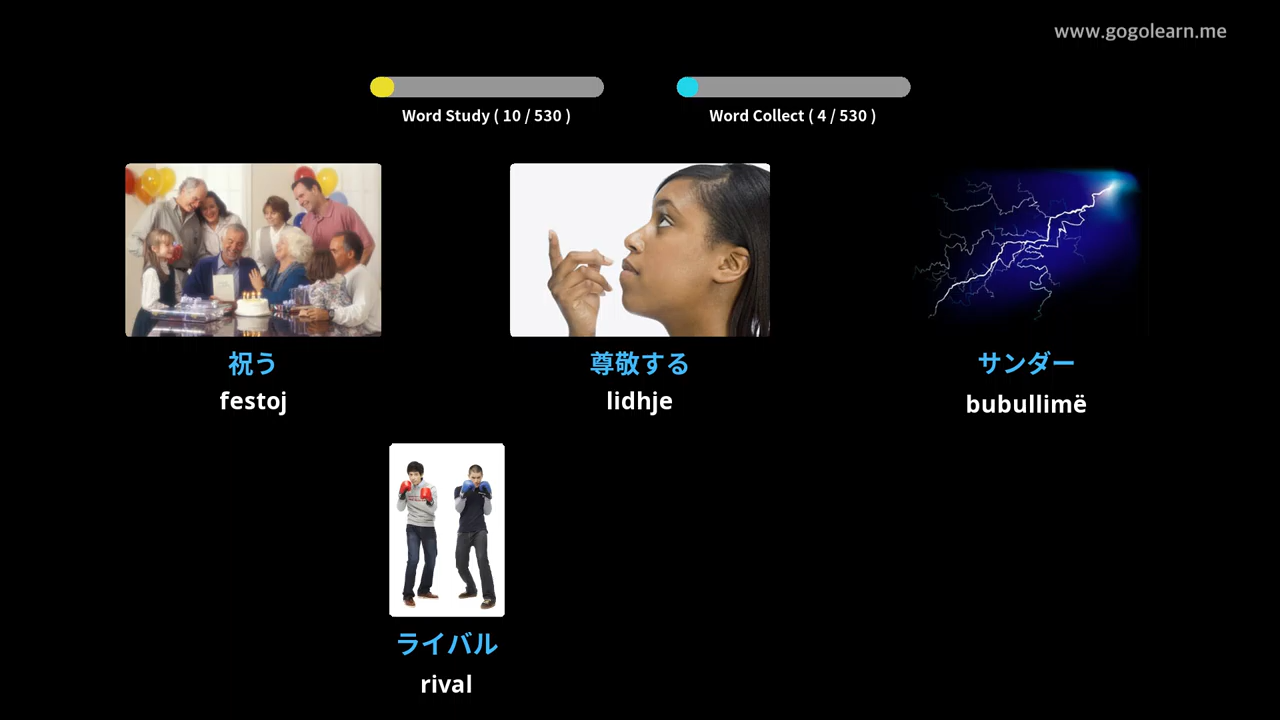 www.gogolearn.me
Word Study ( 10 / 530 )
Word Collect ( 4 / 530 )
祝う
festoj
尊敬する
lidhje
サンダー
bubullimë
ライバル
rival